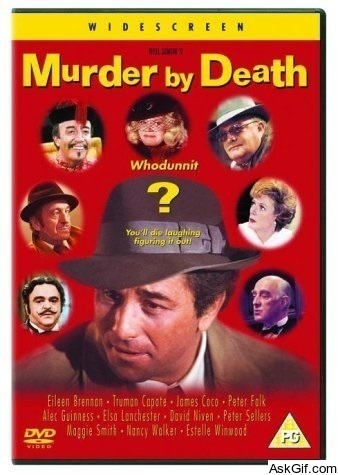 WIDESCREEN
NEIL SIMON'S
Murder by Death
Whodunnit
?
You'll die laughing
figuring it out!
Eileen Brennan • Truman Capote • James Coco • Peter Falk
Alec Guinness • Elsa Lanchester • David Niven • Peter Sellers
Maggie Smith • Nancy Walker • Estelle Winwood
DVD
VIDEO
PG
AskGif.com